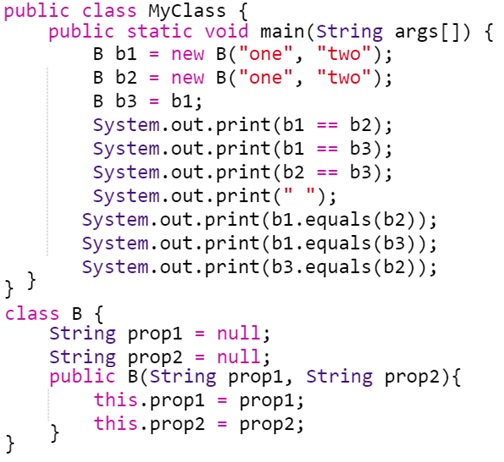 public class MyClass {
    public static void main(String args[]) {
        B b1 = new B("one", "two");
        B b2 = new B("one", "two");
        B b3 = b1;
        System.out.print(b1 == b2);
        System.out.print(b1 == b3);
        System.out.print(b2 == b3);
        System.out.print(" ");
       System.out.print(b1.equals(b2));
       System.out.print(b1.equals(b3));
       System.out.print(b3.equals(b2));
  }
}
class B {
    String prop1 = null;
    String prop2 = null;
    public B(String prop1, String prop2){
        this.prop1 = prop1;
        this.prop2 = prop2;
    }
}